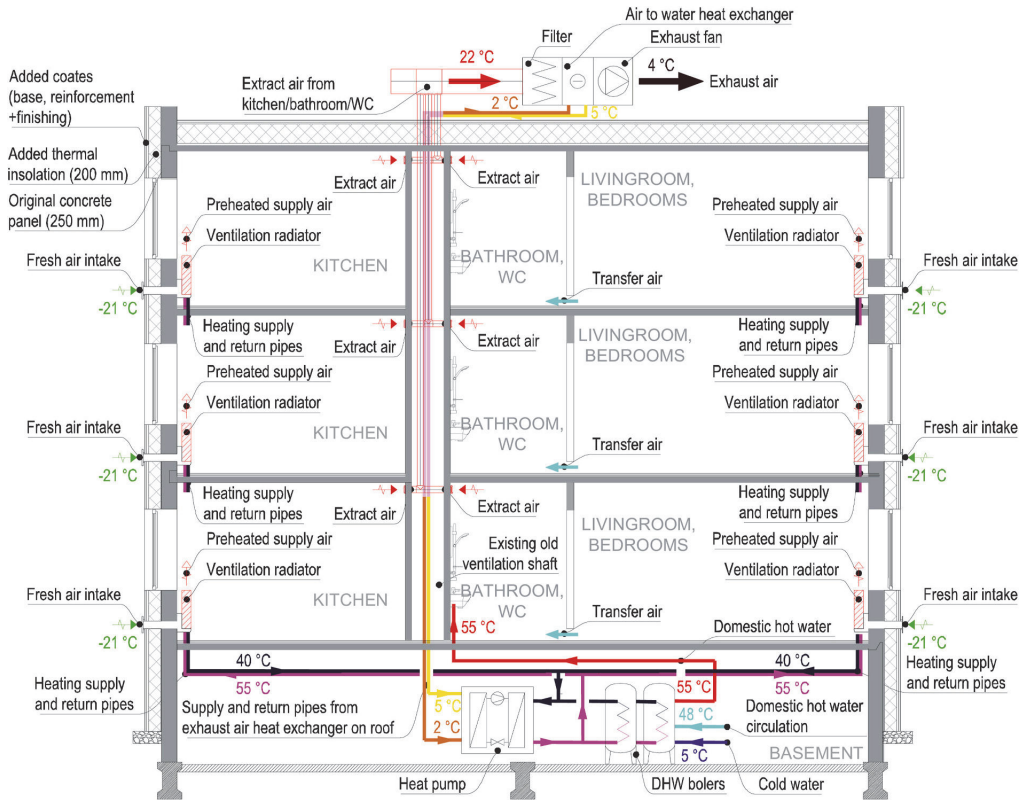 Air to water heat exchanger
Filter
Exhaust fan
22 °C
4 °C
Exhaust air
Added coates
(base, reinforcement
+finishing)
Extract air from
kitchen/bathroom/WC
2 °C
5 °C
Added thermal
insolation (200 mm)
Original concrete
panel (250 mm)
Extract air
Extract air
LIVINGROOM,
BEDROOMS
Preheated supply air
Preheated supply air
Ventilation radiator
Ventilation radiator
Fresh air intake
KITCHEN
BATHROOM,
WC
Transfer air
Fresh air intake
-21 °C
-21 °C
Heating supply
and return pipes
Extract air
Extract air
LIVINGROOM,
BEDROOMS
Heating supply
and return pipes
Preheated supply air
Preheated supply air
Ventilation radiator
Ventilation radiator
Fresh air intake
KITCHEN
BATHROOM,
WC
Transfer air
Fresh air intake
-21 °C
-21 °C
Heating supply
and return pipes
Extract air
Extract air
LIVINGROOM,
BEDROOMS
Heating supply
and return pipes
Preheated supply air
Existing old
ventilation shaft
Preheated supply air
Ventilation radiator
Ventilation radiator
Fresh air intake
KITCHEN
BATHROOM,
WC
Transfer air
Fresh air intake
-21 °C
55 °C
Domestic hot water
-21 °C
40 °C
40 °C
Heating supply
and return pipes
55 °C
55 °C
55 °C
Heating supply
and return pipes
Supply and return pipes from
exhaust air heat exchanger on roof
5 °C
2 °C
48 °C
Domestic hot water
circulation
5 °C
BASEMENT
Heat pump
DHW bolers
Cold water